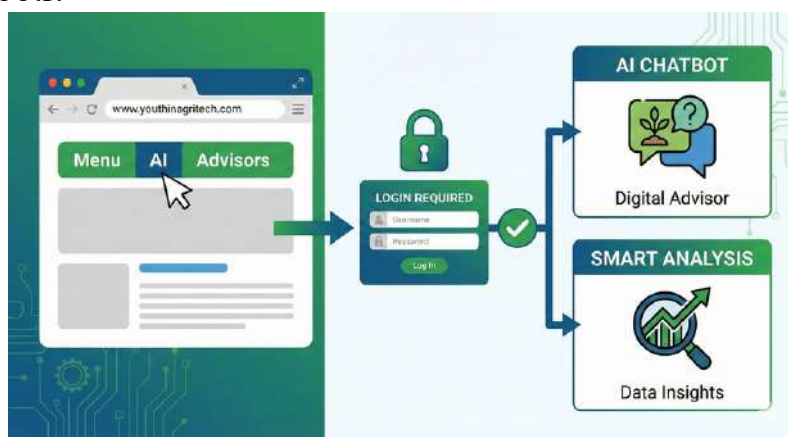 www.youthinagritech.com
Menu AI Advisors
LOGIN REQUIRED
Username
Password
Log In
AI CHATBOT
Digital Advisor
SMART ANALYSIS
Data Insights